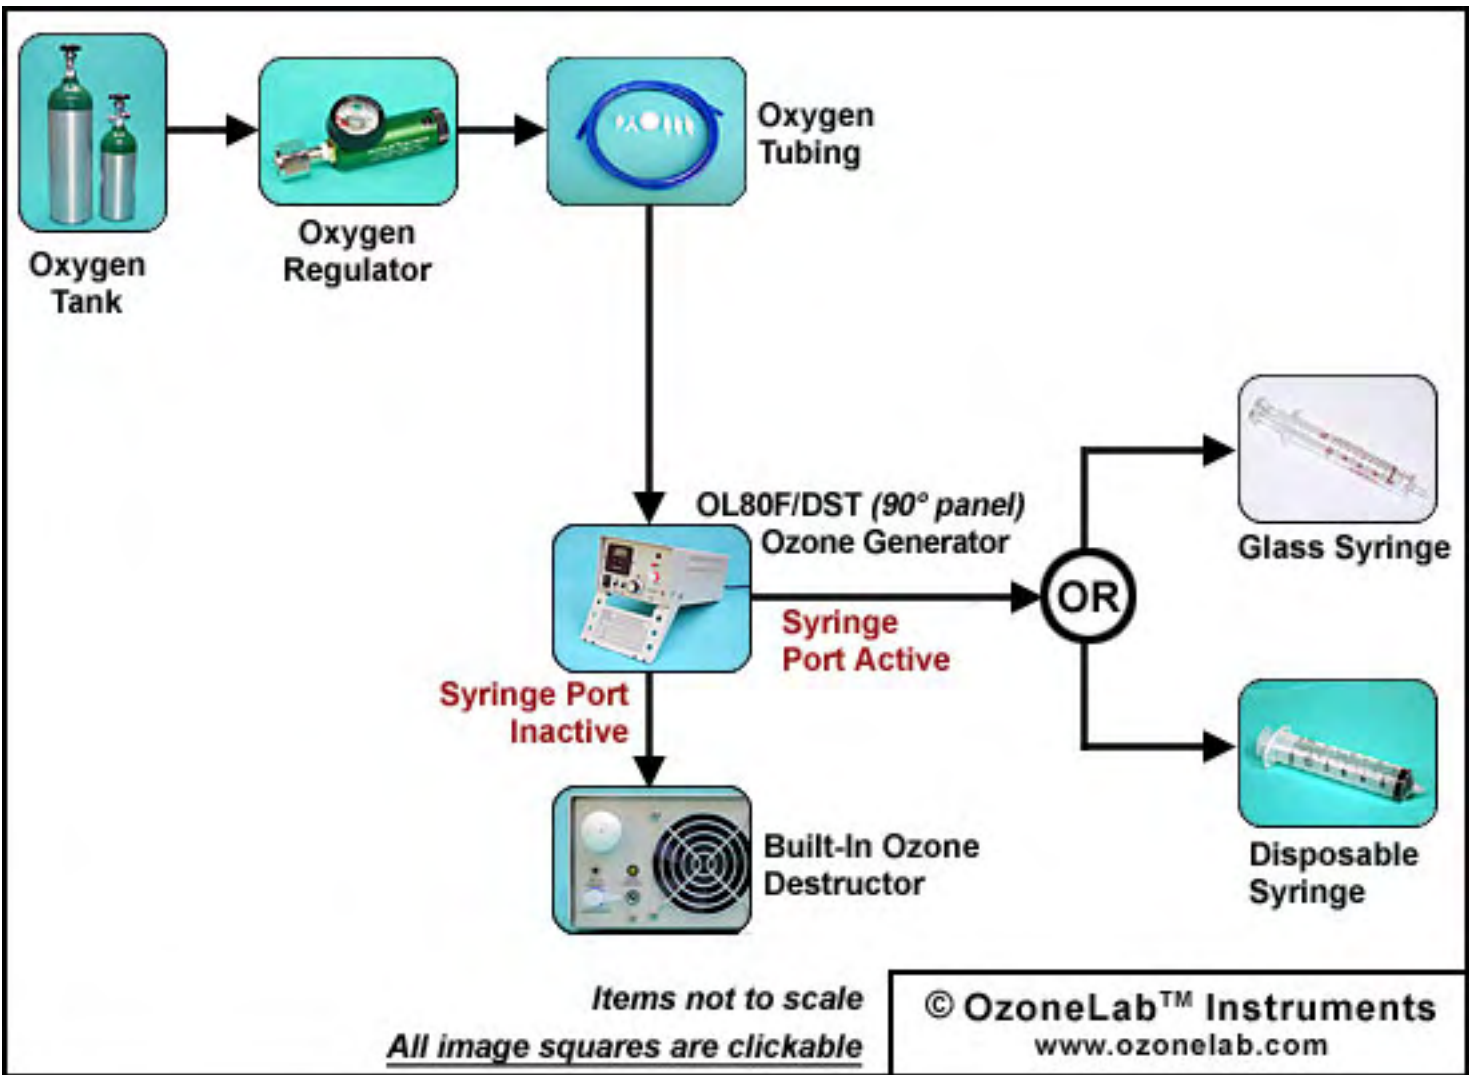 Oxygen
Tank
Oxygen
Regulator
Oxygen
Tubing
OL80F/DST (90° panel)
Ozone Generator
Syringe
Port Active
Syringe Port
Inactive
OR
Glass Syringe
Disposable
Syringe
Built-In Ozone
Destructor
Items not to scale
All image squares are clickable
© OzoneLab™ Instruments
www.ozonelab.com